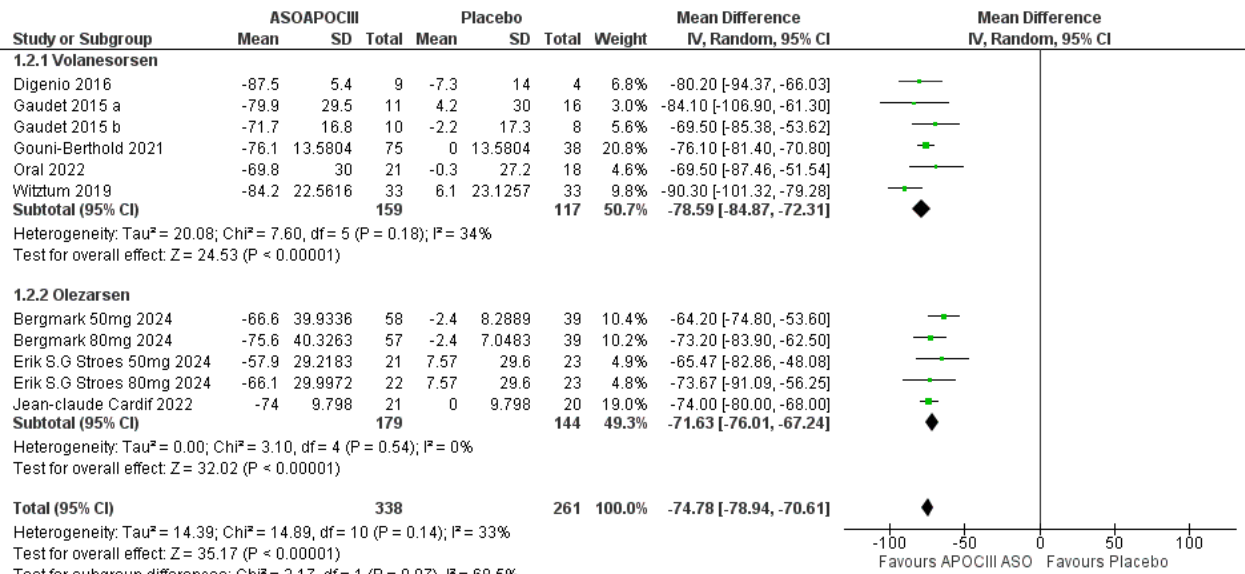 ASOAPOCIII Placebo Mean Difference Mean Difference
Study or Subgroup Mean SD Total Mean SD Total Weight IV, Random, 95% CI IV, Random, 95% CI
1.2.1 Volanesorsen
Digenio 2016 -87.5 5.4 9 -7.3 14 4 6.8% -80.20 [-94.37, -66.03]
Gaudet 2015 a -79.9 29.5 11 4.2 30 16 3.0% -84.10 [-106.90, -61.30]
Gaudet 2015 b -71.7 16.8 10 -2.2 17.3 8 5.6% -69.50 [-85.38, -53.62]
Gouni-Berthold 2021 -76.1 13.5804 75 0 13.5804 38 20.8% -76.10 [-81.40, -70.80]
Oral 2022 -69.8 30 21 -0.3 27.2 18 4.6% -69.50 [-87.46, -51.54]
Witztum 2019 -84.2 22.5616 33 6.1 23.1257 33 9.8% -90.30 [-101.32, -79.28]
Subtotal (95% CI) 159 117 50.7% -78.59 [-84.87, -72.31]
Heterogeneity: Tau² = 20.08; Chi² = 7.60, df = 5 (P = 0.18); I² = 34%
Test for overall effect: Z = 24.53 (P < 0.00001)
1.2.2 Olezarsen
Bergmark 50mg 2024 -66.6 39.9336 58 -2.4 8.2889 39 10.4% -64.20 [-74.80, -53.60]
Bergmark 80mg 2024 -75.6 40.3263 57 -2.4 7.0483 39 10.2% -73.20 [-83.90, -62.50]
Erik S.G Stroes 50mg 2024 -57.9 29.2183 21 7.57 29.6 23 4.9% -65.47 [-82.86, -48.08]
Erik S.G Stroes 80mg 2024 -66.1 29.9972 22 7.57 29.6 23 4.8% -73.67 [-91.09, -56.25]
Jean-claude Cardif 2022 -74 9.798 21 0 9.798 20 19.0% -74.00 [-80.00, -68.00]
Subtotal (95% CI) 179 144 49.3% -71.63 [-76.01, -67.24]
Heterogeneity: Tau² = 0.00; Chi² = 3.10, df = 4 (P = 0.54); I² = 0%
Test for overall effect: Z = 32.02 (P < 0.00001)
Total (95% CI) 338 261 100.0% -74.78 [-78.94, -70.61]
Heterogeneity: Tau² = 14.39; Chi² = 14.89, df = 10 (P = 0.14); I² = 33%
Test for overall effect: Z = 35.17 (P < 0.00001)
-100 -50 0 50 100
Favours APOCIII ASO Favours Placebo